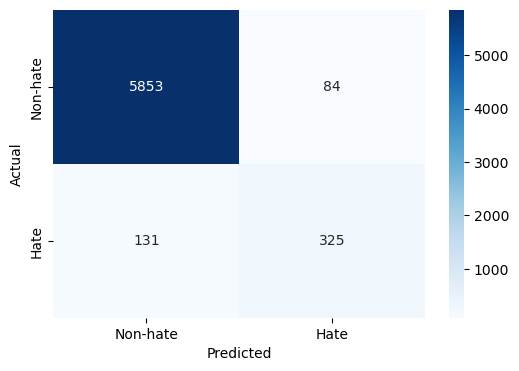 Non-hate
5853
84
Actual
Hate
131
325
Non-hate
Hate
Predicted
5000
4000
3000
2000
1000